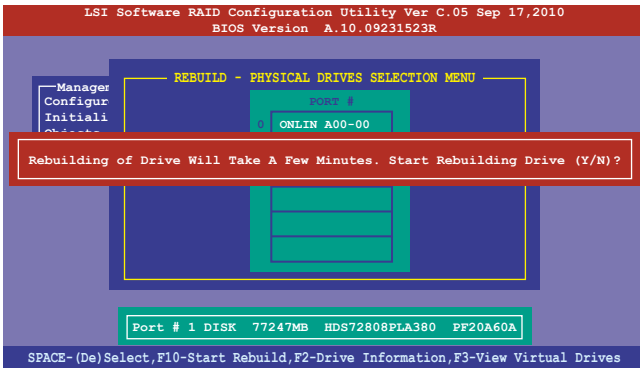 LSI Software RAID Configuration Utility Ver C.05 Sep 17,2010
BIOS Version A.10.09231523R
REBUILD - PHYSICAL DRIVES SELECTION MENU
Managem
Configur
PORT #
Initiali
0 ONLIN A00-00
Objects
Rebuilding of Drive Will Take A Few Minutes. Start Rebuilding Drive (Y/N)?
Port # 1 DISK 77247MB HDS72808PLA380 PF20A60A
SPACE-(De)Select,F10-Start Rebuild,F2-Drive Information,F3-View Virtual Drives